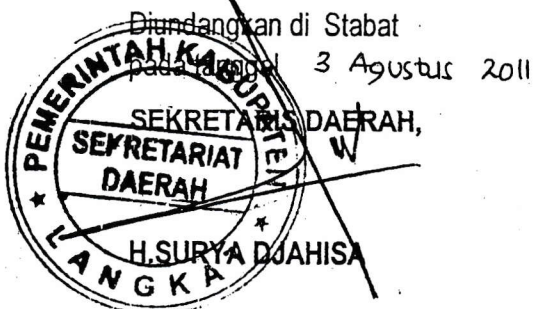 Diundangkan di Stabat
pada tanggal 3 Agustus 2011
SEKRETARIS DAERAH,
PEMERINTAH KABUPATEN
SEKRETARIAT
DAERAH
LANGKAT
H.SURYA DJAHISA